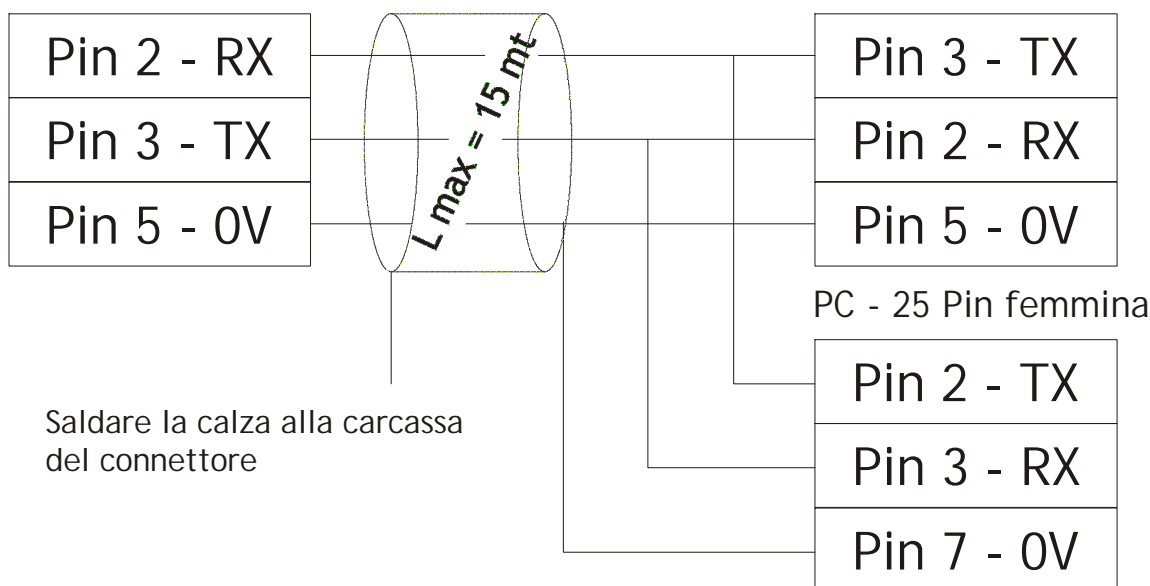 Pin 2 - RX
Pin 3 - TX
Pin 5 - 0V
L max = 15 mt
Pin 3 - TX
Pin 2 - RX
Pin 5 - 0V
PC - 25 Pin femmina
Pin 2 - TX
Pin 3 - RX
Pin 7 - 0V
Saldare la calza alla carcassa
del connettore